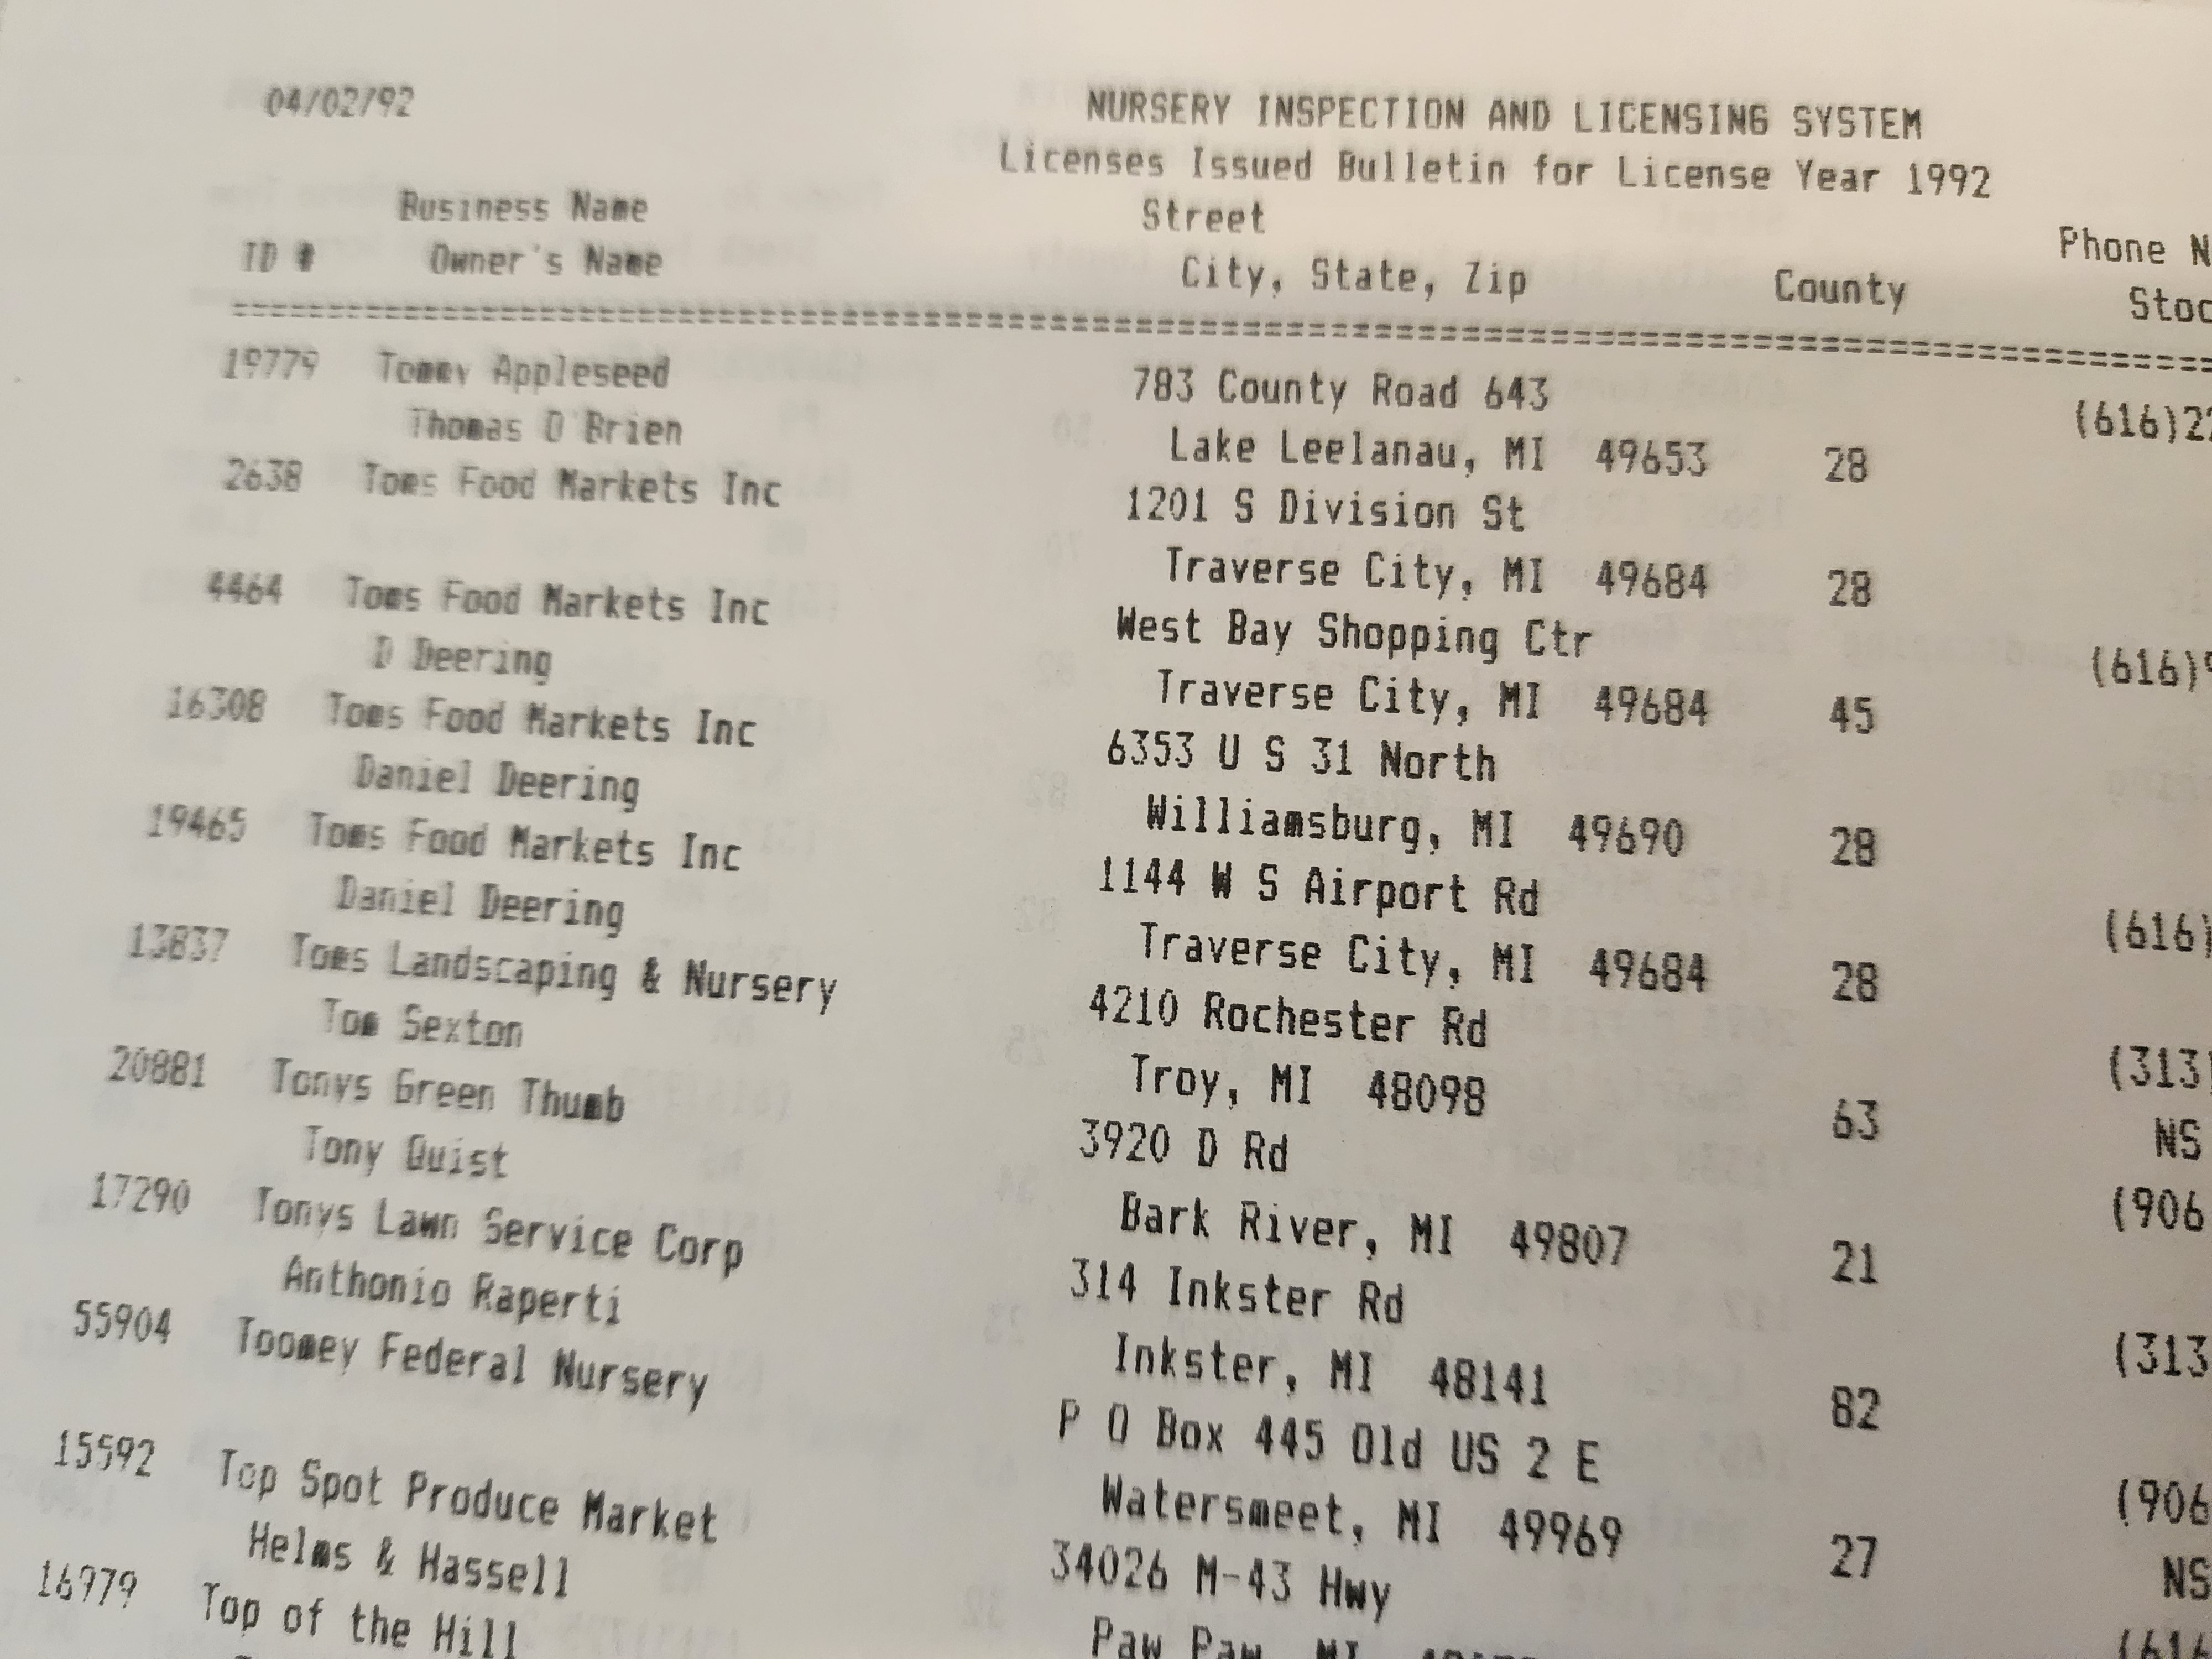 04/02/92
NURSERY INSPECTION AND LICENSING SYSTEM
Licenses Issued Bulletin for License Year 1992
Business Name Street Phone
ID # Owner's Name City, State, Zip County
19779 Tommy Appleseed 783 County Road 643 (616)
Thomas O'Brien Lake Leelanau, MI 49653 28
2638 Toms Food Markets Inc 1201 S Division St
Traverse City, MI 49684 28
4464 Toms Food Markets Inc West Bay Shopping Ctr (616)
D Deering Traverse City, MI 49684 45
16308 Toms Food Markets Inc 6353 U S 31 North
Daniel Deering Williamsburg, MI 49690 28
19465 Toms Food Markets Inc 1144 W S Airport Rd (616)
Daniel Deering Traverse City, MI 49684 28
13837 Toms Landscaping & Nursery 4210 Rochester Rd (313)
Tom Sexton Troy, MI 48098 63 NS
20881 Tonys Green Thumb 3920 D Rd (906
Tony Quist Bark River, MI 49807 21
17290 Tonys Lawn Service Corp 314 Inkster Rd (313
Anthonio Raperti Inkster, MI 48141 82
55904 Toomey Federal Nursery P O Box 445 Old US 2 E (906
Watersmeet, MI 49969 27 NS
15592 Top Spot Produce Market 34026 M-43 Hwy (616
Helms & Hassell Paw Paw, MI
16979 Top of the Hill